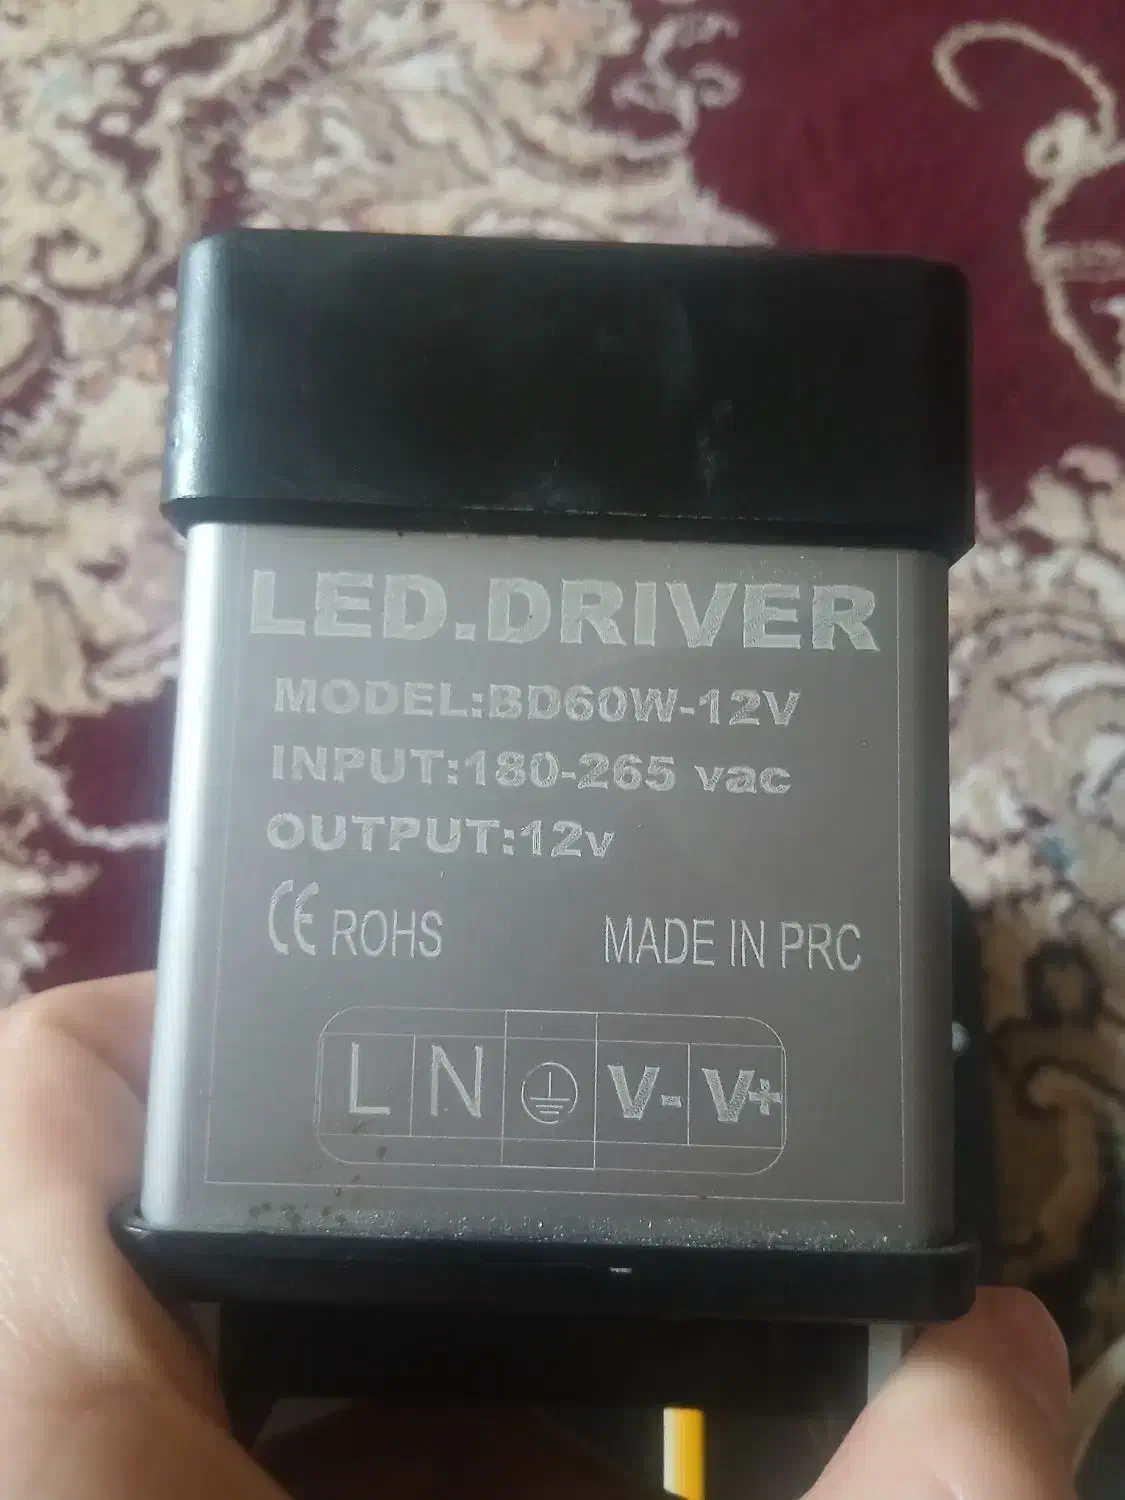 LED.DRIVER
MODEL:BD60W-12V
INPUT:180-265 vac
OUTPUT:12v
CE ROHS MADE IN PRC
L N V- V+